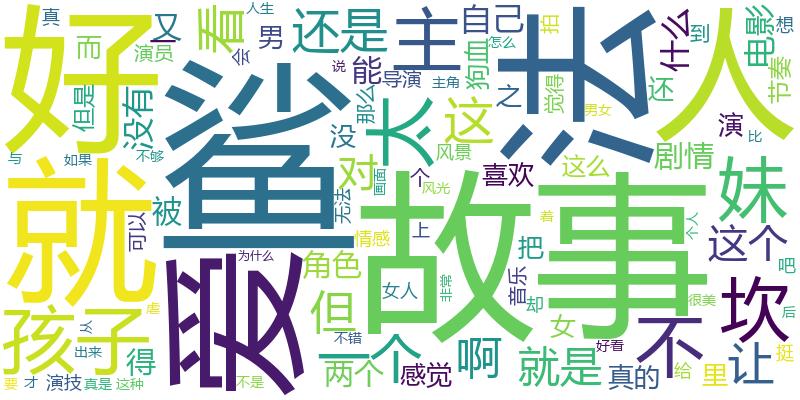 真
又
看
还是
主
自己
法
什么
到
想
人生
好
而
演员
会
男
能
狗血
怎么
拍
电影
人
但是
没有
鲨
说
导演
主角
那么
之
觉得
还
节奏
没
太
这
男女
演
比
与
如果
不够
对
风景
这么
剧情
就
被
无法
画面
个
喜欢
妹
可以
故事
风光
着
个人
爱
为什么
情感
上
把
这个
角色
女人
非常
音乐
却
吧
孩子
但
不
坎
很美
后
从
虐
得
不错
一个
啊
女
好看
出来
就是
让
挺
要
才
演技
真是
这种
不是
两个
感觉
真的
给
里